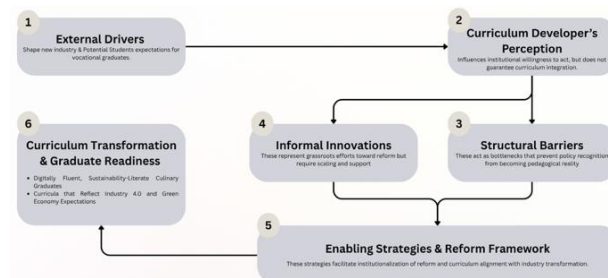 1
External Drivers
Shape new industry & Potential Students expectations for
vocational graduates.
2
Curriculum Developer's
Perception
Influences institutional willingness to act, but does not
guarantee curriculum integration.
6
Curriculum Transformation
& Graduate Readiness
• Digitally Fluent, Sustainability-Literate Culinary
Graduates
• Curricula that Reflect Industry 4.0 and Green
Economy Expectations
4
Informal Innovations
These represent grassroots efforts toward reform but
require scaling and support
3
Structural Barriers
These act as bottlenecks that prevent policy recognition
from becoming pedagogical reality
5
Enabling Strategies & Reform Framework
These strategies facilitate institutionalization of reform and curriculum alignment with industry transformation.